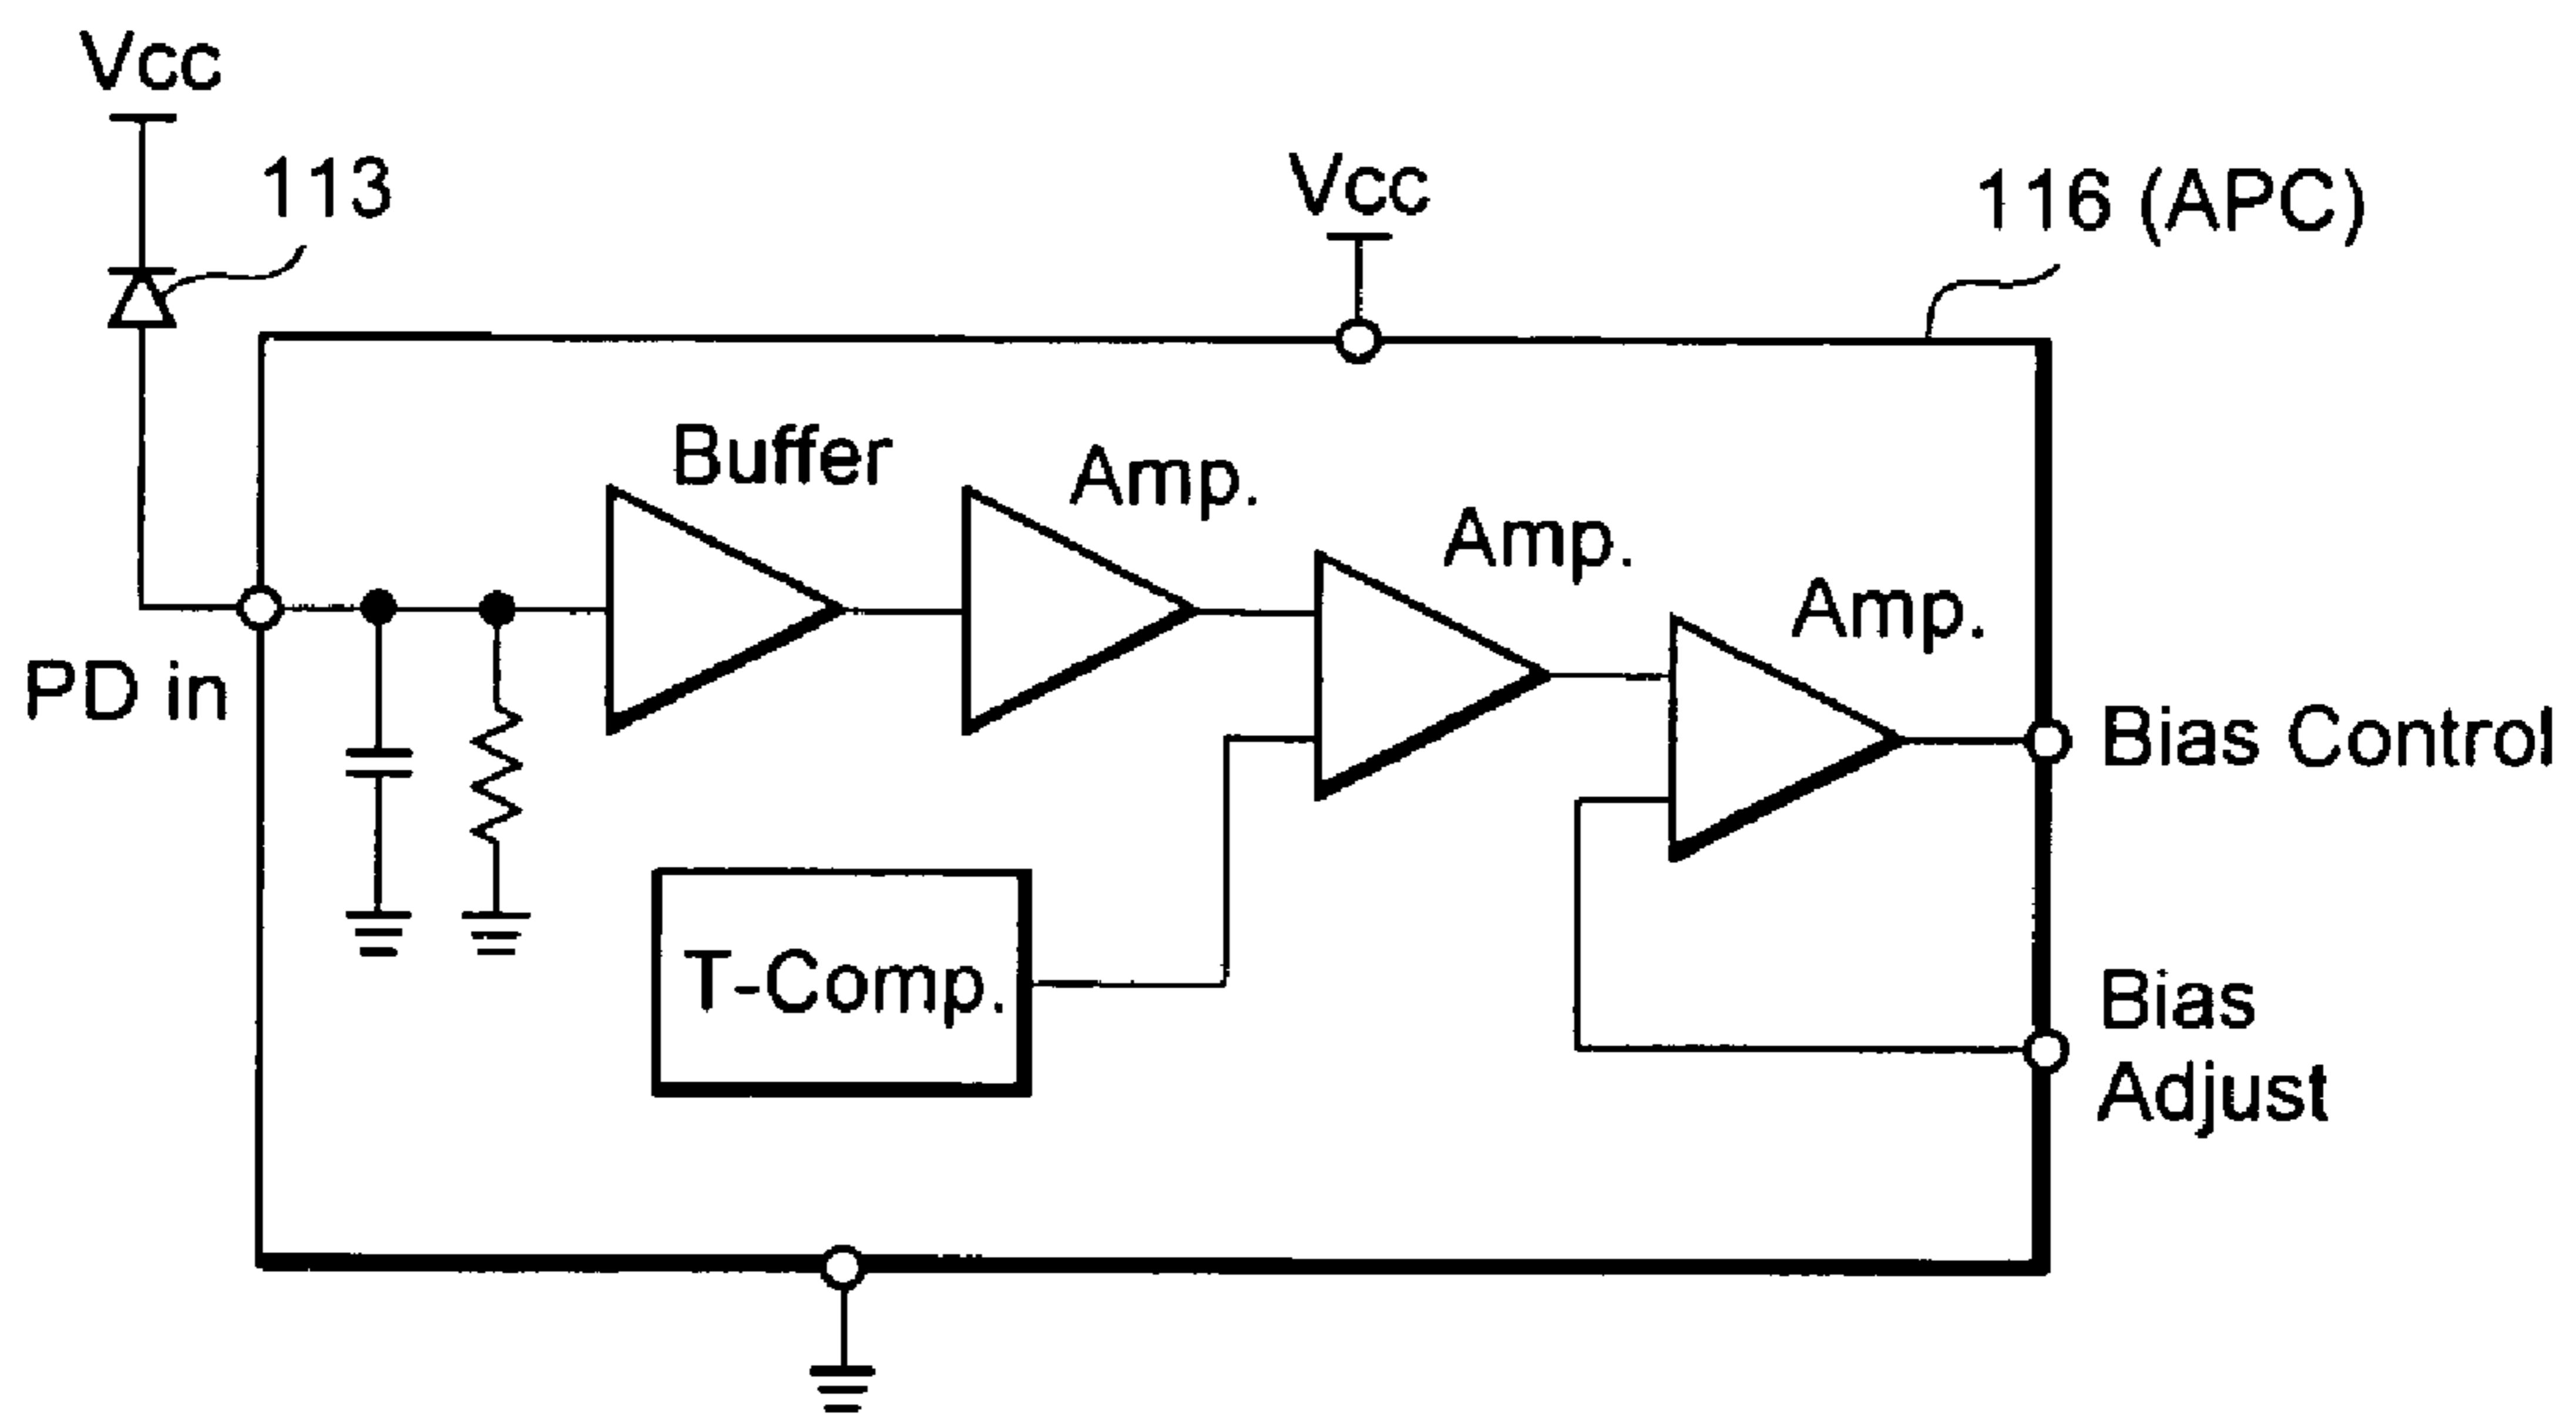 Vcc
113
Vcc
116 (APC)
Buffer
Amp.
Amp.
Amp.
PD in
Bias Control
T-Comp.
Bias
Adjust